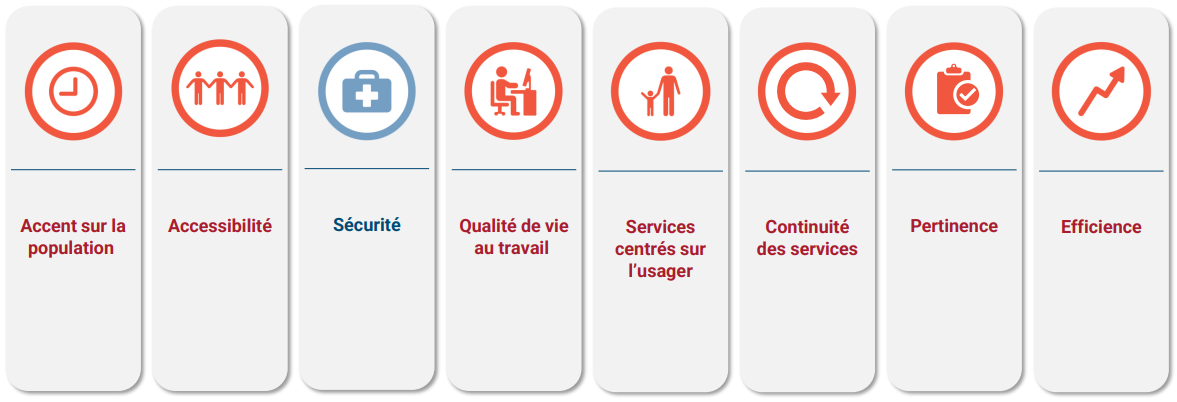 Accent sur la
population
Accessibilité
Sécurité
Qualité de vie
au travail
Services
centrés sur
l’usager
Continuité
des services
Pertinence
Efficience